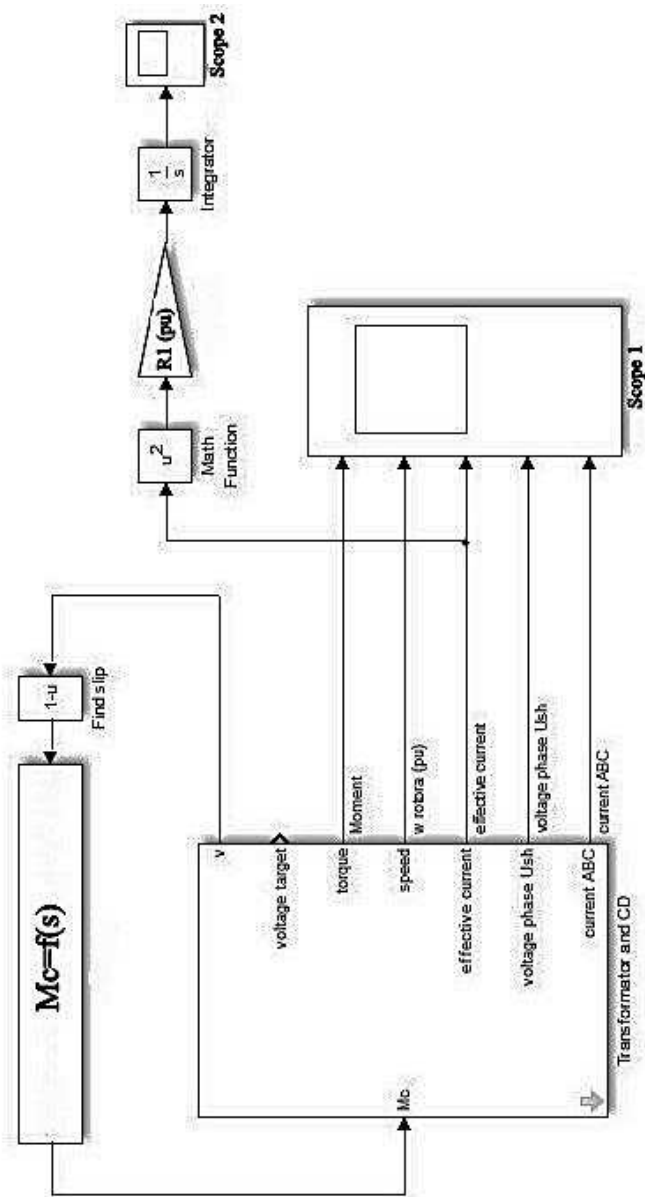 Mc=f(s)
1-u
Find slip
u²
Math
Function
R1 (pu)
1
s
Integrator
Scope 2
Mc
v
voltage target
torque
Moment
speed
w rotora (pu)
effective current
effective current
voltage phase Ush
voltage phase Ush
current ABC
current ABC
Transformator and CD
Scope 1